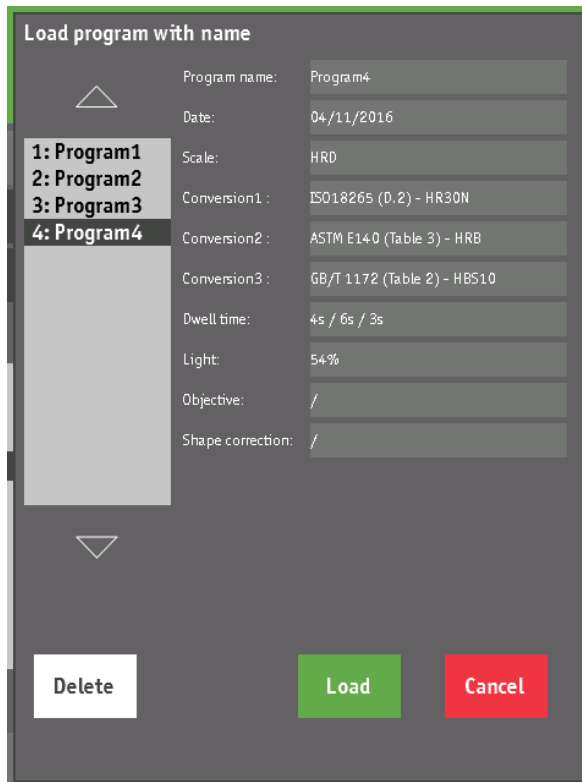 Load program with name
1: Program1
2: Program2
3: Program3
4: Program4
Program name: Program4
Date: 04/11/2016
Scale: HRD
Conversion1 : ISO18265 (D.2) - HR30N
Conversion2 : ASTM E140 (Table 3) - HRB
Conversion3 : GB/T 1172 (Table 2) - HBS10
Dwell time: 4s / 6s / 3s
Light: 54%
Objective: /
Shape correction: /
Delete
Load
Cancel